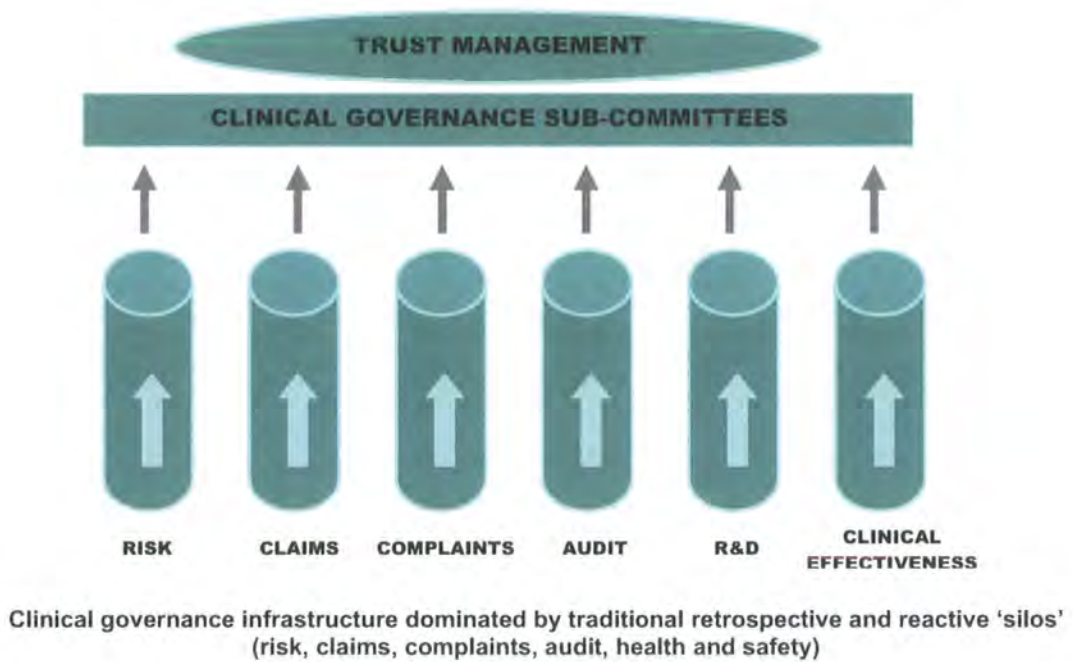 TRUST MANAGEMENT
CLINICAL GOVERNANCE SUB-COMMITTEES
RISK
CLAIMS
COMPLAINTS
AUDIT
R&D
CLINICAL
EFFECTIVENESS
Clinical governance infrastructure dominated by traditional retrospective and reactive ‘silos’
(risk, claims, complaints, audit, health and safety)